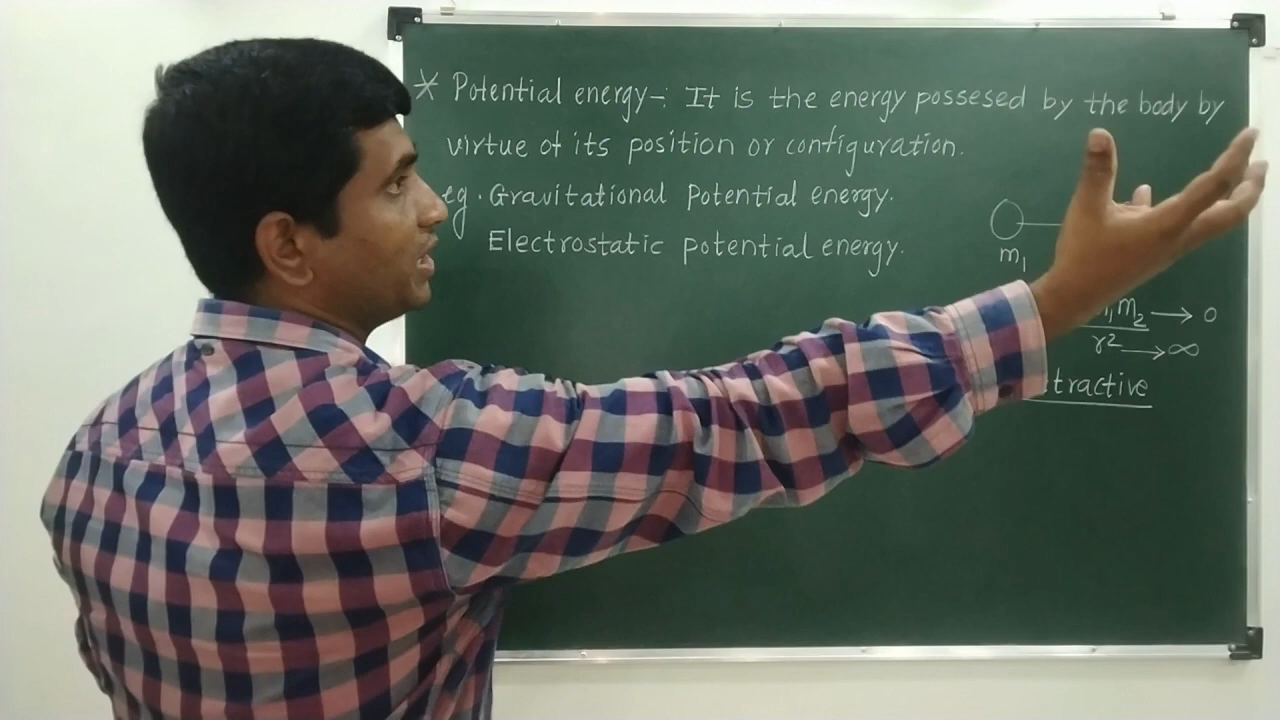 * Potential energy-: It is the energy possesed by the body by
virtue of its position or configuration.
eg. Gravitational Potential energy.
Electrostatic potential energy.
m₁
m₂ → 0
r² → ∞